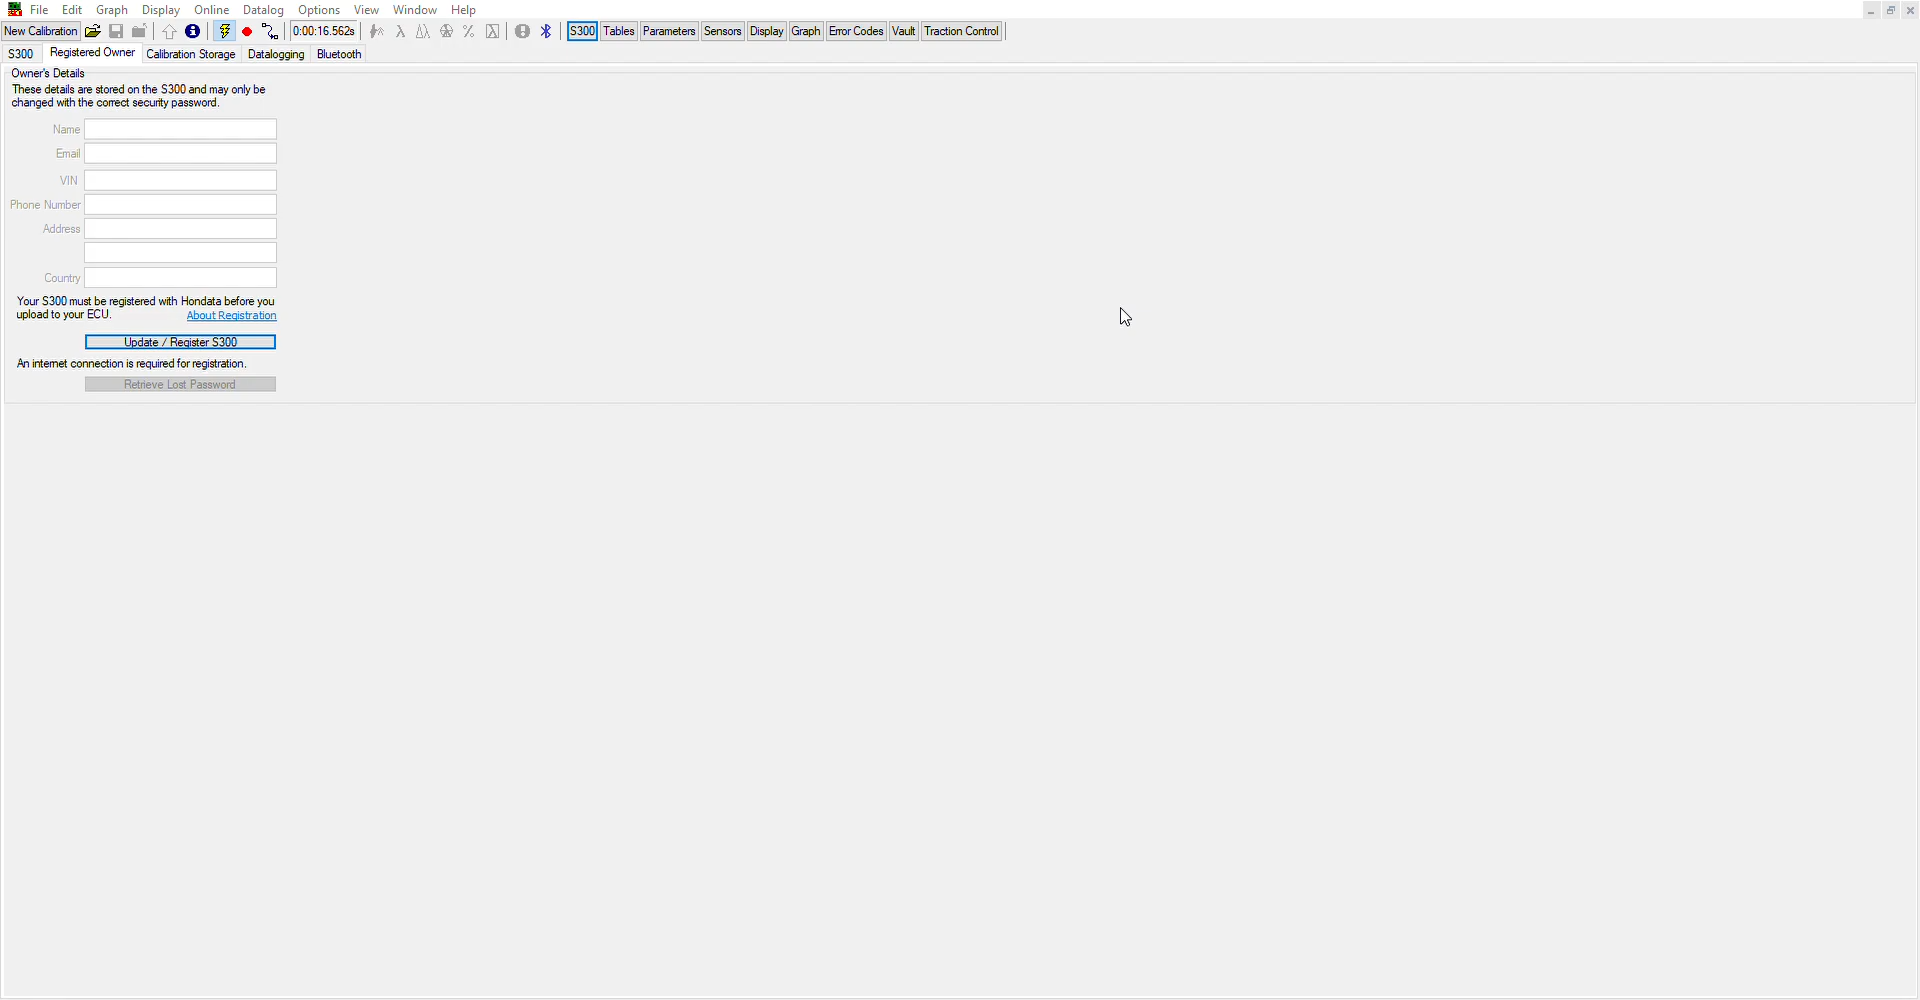 File Edit Graph Display Online Datalog Options View Window Help
New Calibration 0:00:16.562s S300 Tables Parameters Sensors Display Graph Error Codes Vault Traction Control
S300 Registered Owner Calibration Storage Datalogging Bluetooth
Owner's Details
These details are stored on the S300 and may only be
changed with the correct security password.
Name
Email
VIN
Phone Number
Address
Country
Your S300 must be registered with Hondata before you
upload to your ECU. About Registration
Update / Register S300
An internet connection is required for registration.
Retrieve Lost Password